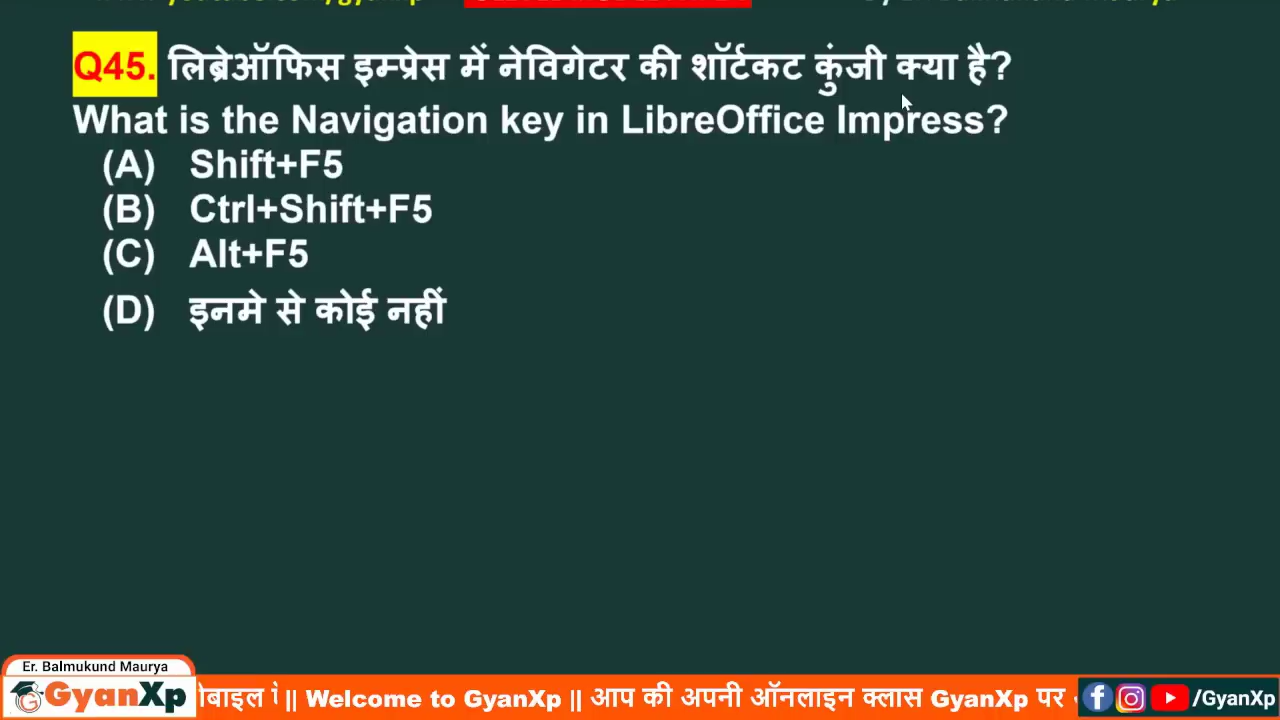 Q45. लिब्रेऑफिस इम्प्रेस में नेविगेटर की शॉर्टकट कुंजी क्या है?
What is the Navigation key in LibreOffice Impress?
(A) Shift+F5
(B) Ctrl+Shift+F5
(C) Alt+F5
(D) इनमे से कोई नहीं
Er. Balmukund Maurya
GyanXp || Welcome to GyanXp || आप की अपनी ऑनलाइन क्लास GyanXp पर /GyanXp